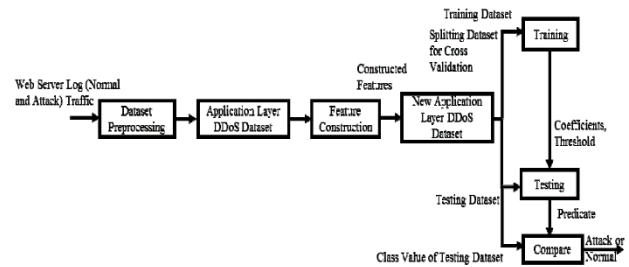 Training Dataset
Splitting Dataset
for Cross
Validation
Training
Web Server Log (Normal
and Attack) Traffic
Constructed
Features
Dataset
Preprocessing
Application Layer
DDoS Dataset
Feature
Construction
New Application
Layer DDoS
Dataset
Coefficients,
Threshold
Testing
Testing Dataset
Predicate
Class Value of Testing Dataset
Compare
Attack or
Normal